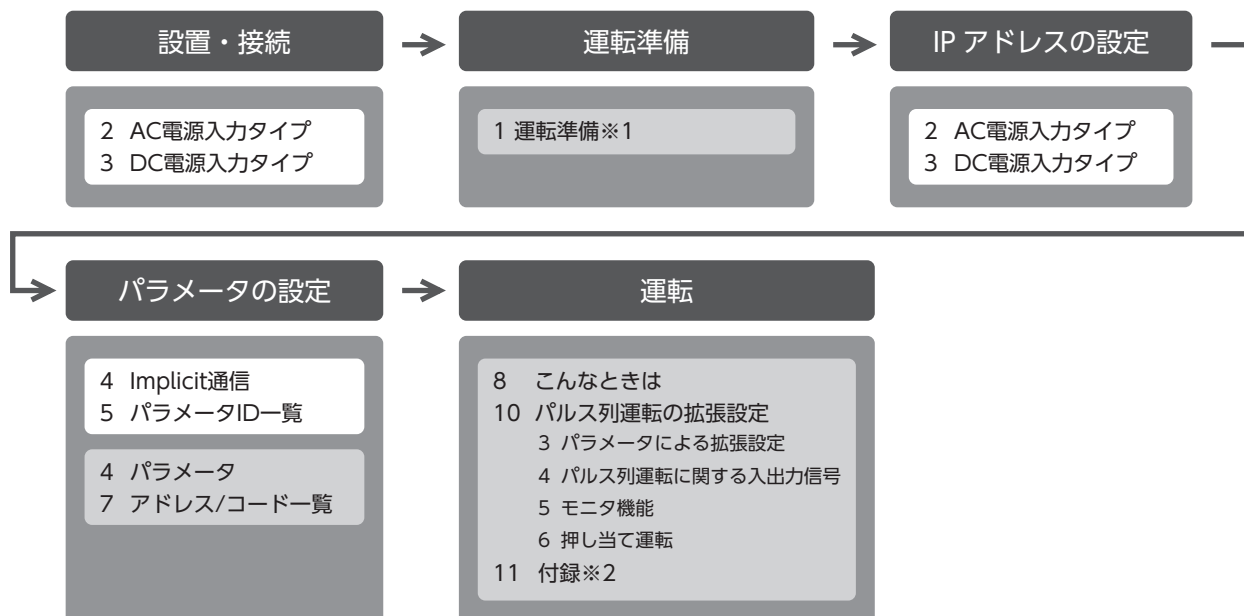 設置・接続
2 AC電源入力タイプ
3 DC電源入力タイプ
運転準備
1 運転準備※1
IP アドレスの設定
2 AC電源入力タイプ
3 DC電源入力タイプ
パラメータの設定
4 Implicit通信
5 パラメータID一覧
4 パラメータ
7 アドレス/コード一覧
運転
8 こんなときは
10 パルス列運転の拡張設定
3 パラメータによる拡張設定
4 パルス列運転に関する入出力信号
5 モニタ機能
6 押し当て運転
11 付録※2